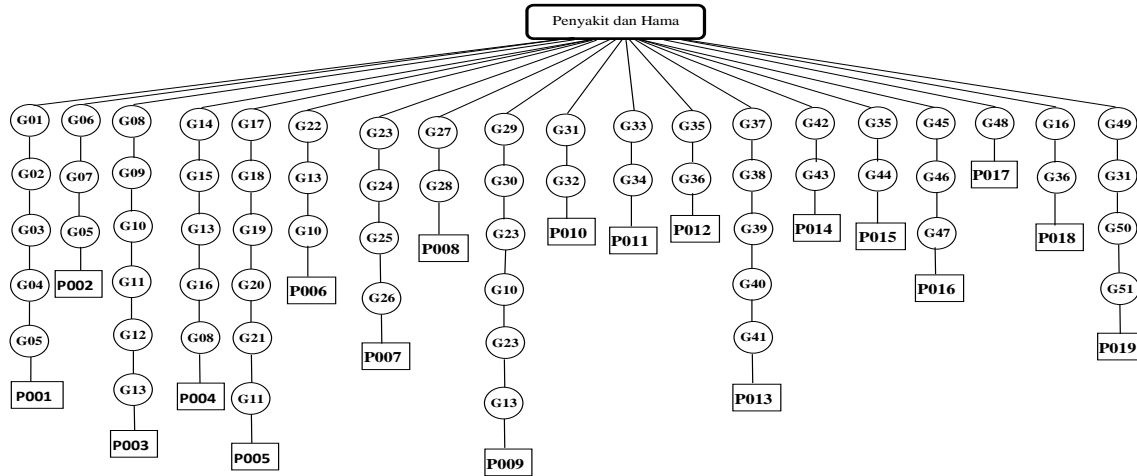 Penyakit dan Hama
G01
G02
G03
G04
G05
P001
G06
G07
G05
P002
G08
G09
G10
G11
G12
G13
P003
G14
G15
G13
G16
G08
P004
G17
G18
G19
G20
G21
G11
P005
G22
G13
G10
P006
G23
G24
G25
G26
P007
G27
G28
P008
G29
G30
G23
G10
G23
G13
P009
G31
G32
P010
G33
G34
P011
G35
G36
P012
G37
G38
G39
G40
G41
P013
G42
G43
P014
G35
G44
P015
G45
G46
G47
P016
G48
P017
G16
G36
P018
G49
G31
G50
G51
P019